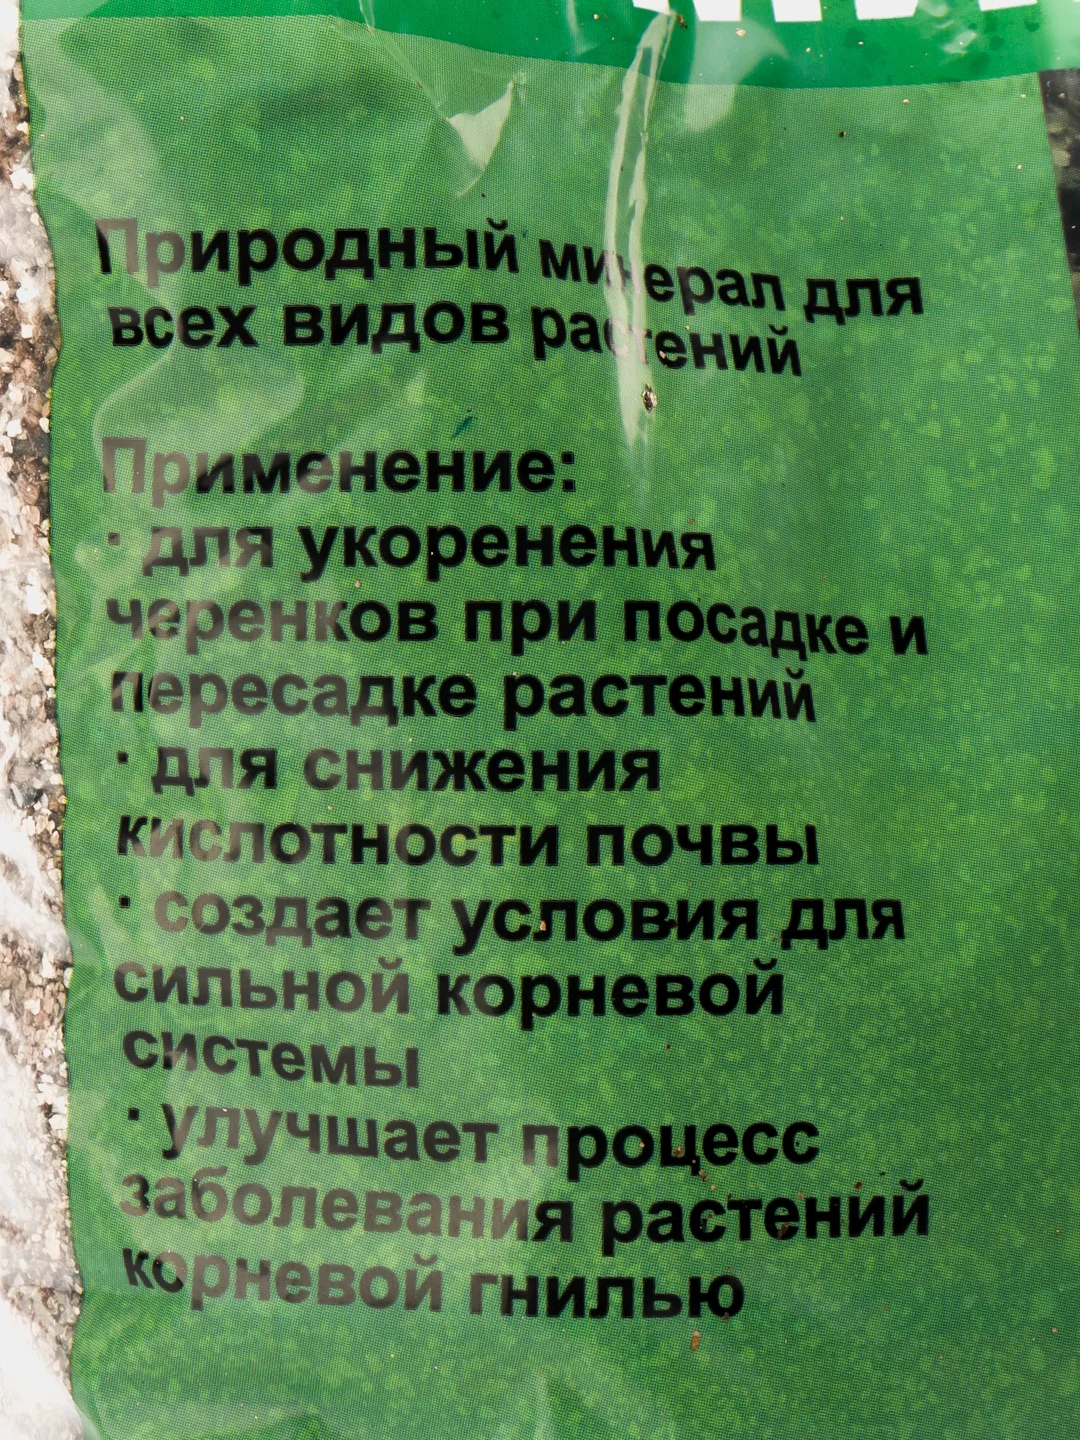 Природный минерал для
всех видов растений
Применение:
· для укоренения
черенков при посадке и
пересадке растений
· для снижения
кислотности почвы
· создает условия для
сильной корневой
системы
· улучшает процесс
заболевания растений
корневой гнилью